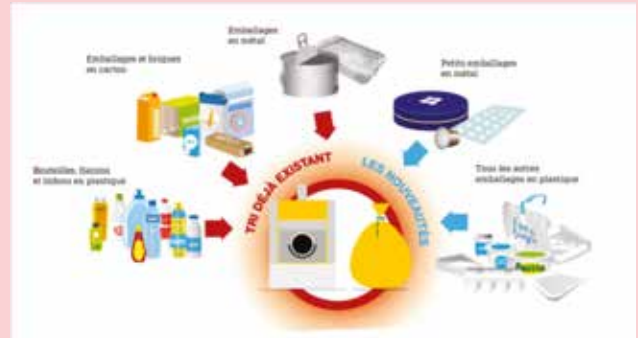 Emballages
en métal
Emballages et briques
en carton
Petits emballages
en métal
Bouteilles, flacons
et bidons en plastique
Tous les autres
emballages en plastique
TRI DÉJÀ EXISTANT
LES NOUVEAUTÉS